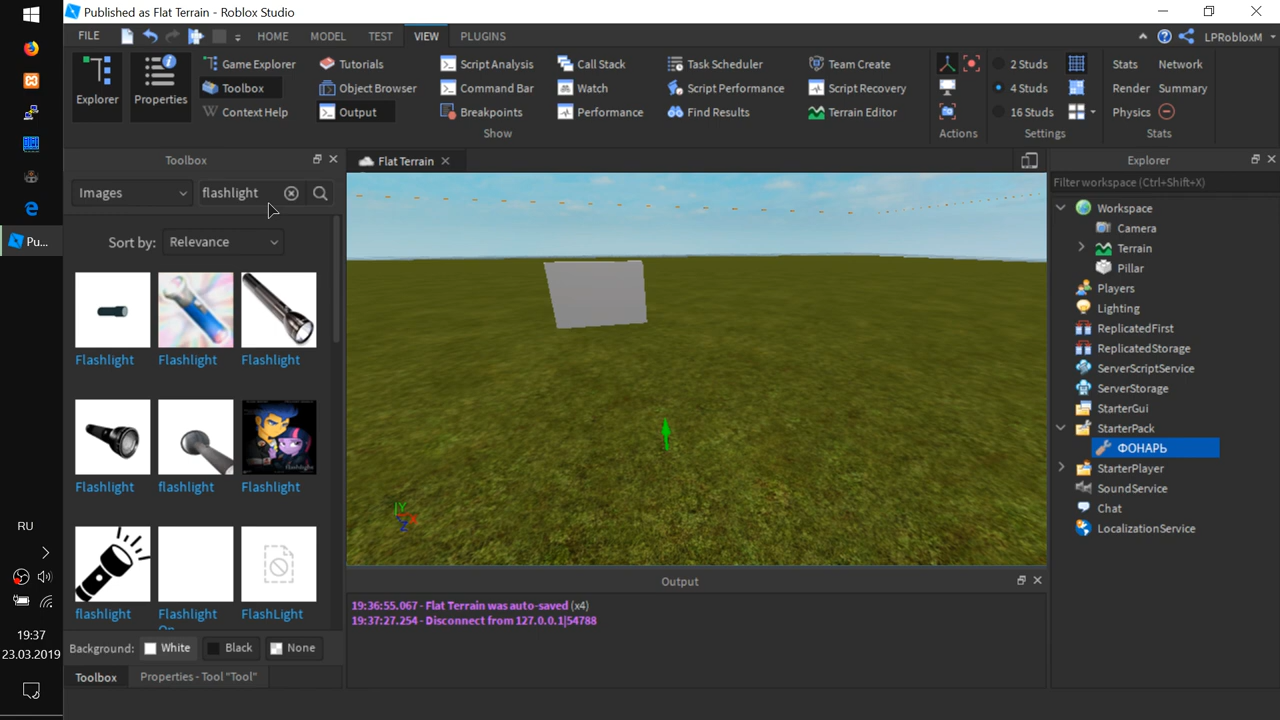 Published as Flat Terrain - Roblox Studio
FILE
HOME
MODEL
TEST
VIEW
PLUGINS
LPRobloxM
Explorer
Properties
Game Explorer
Toolbox
Context Help
Tutorials
Object Browser
Output
Script Analysis
Command Bar
Breakpoints
Call Stack
Watch
Performance
Task Scheduler
Script Performance
Find Results
Team Create
Script Recovery
Terrain Editor
Show
Actions
2 Studs
4 Studs
16 Studs
Settings
Stats
Network
Render
Summary
Physics
Stats
Pu...
Toolbox
Images
flashlight
Sort by:
Relevance
Flashlight
Flashlight
Flashlight
Flashlight
flashlight
Flashlight
flashlight
flashlight
Flashlight
FlashLight
Background:
White
Black
None
Toolbox
Properties - Tool "Tool"
Flat Terrain
Y
X
Z
Output
19:36:55.067 - Flat Terrain was auto-saved (x4)
19:37:27.254 - Disconnect from 127.0.0.1|54788
Explorer
Filter workspace (Ctrl+Shift+X)
Workspace
Camera
Terrain
Pillar
Players
Lighting
ReplicatedFirst
ReplicatedStorage
ServerScriptService
ServerStorage
StarterGui
StarterPack
ФОНАРЬ
StarterPlayer
SoundService
Chat
LocalizationService
RU
19:37
23.03.2019